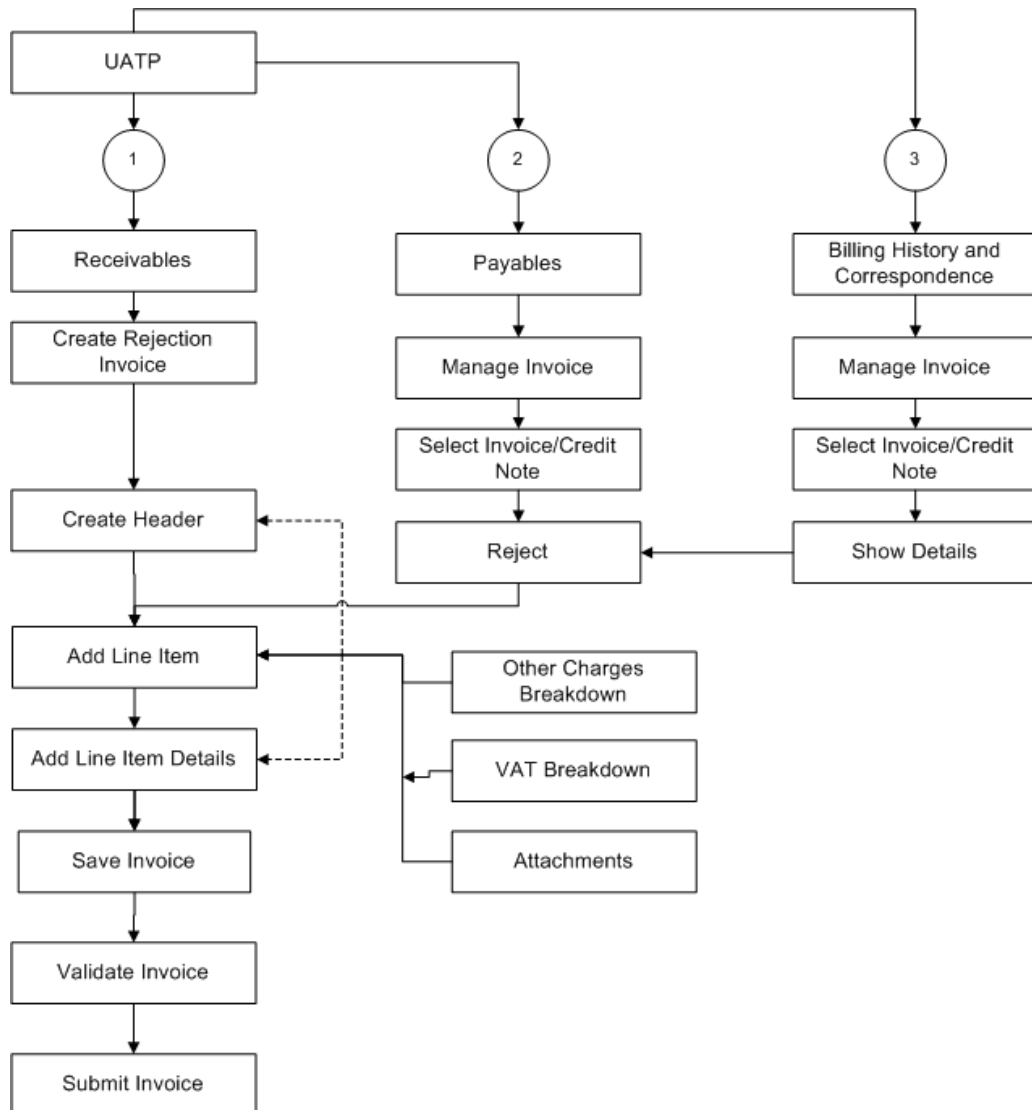 UATP
1
2
3
Receivables
Payables
Billing History and
Correspondence
Create Rejection
Invoice
Manage Invoice
Manage Invoice
Select Invoice/Credit
Note
Select Invoice/Credit
Note
Create Header
Reject
Show Details
Add Line Item
Other Charges
Breakdown
Add Line Item Details
VAT Breakdown
Save Invoice
Attachments
Validate Invoice
Submit Invoice